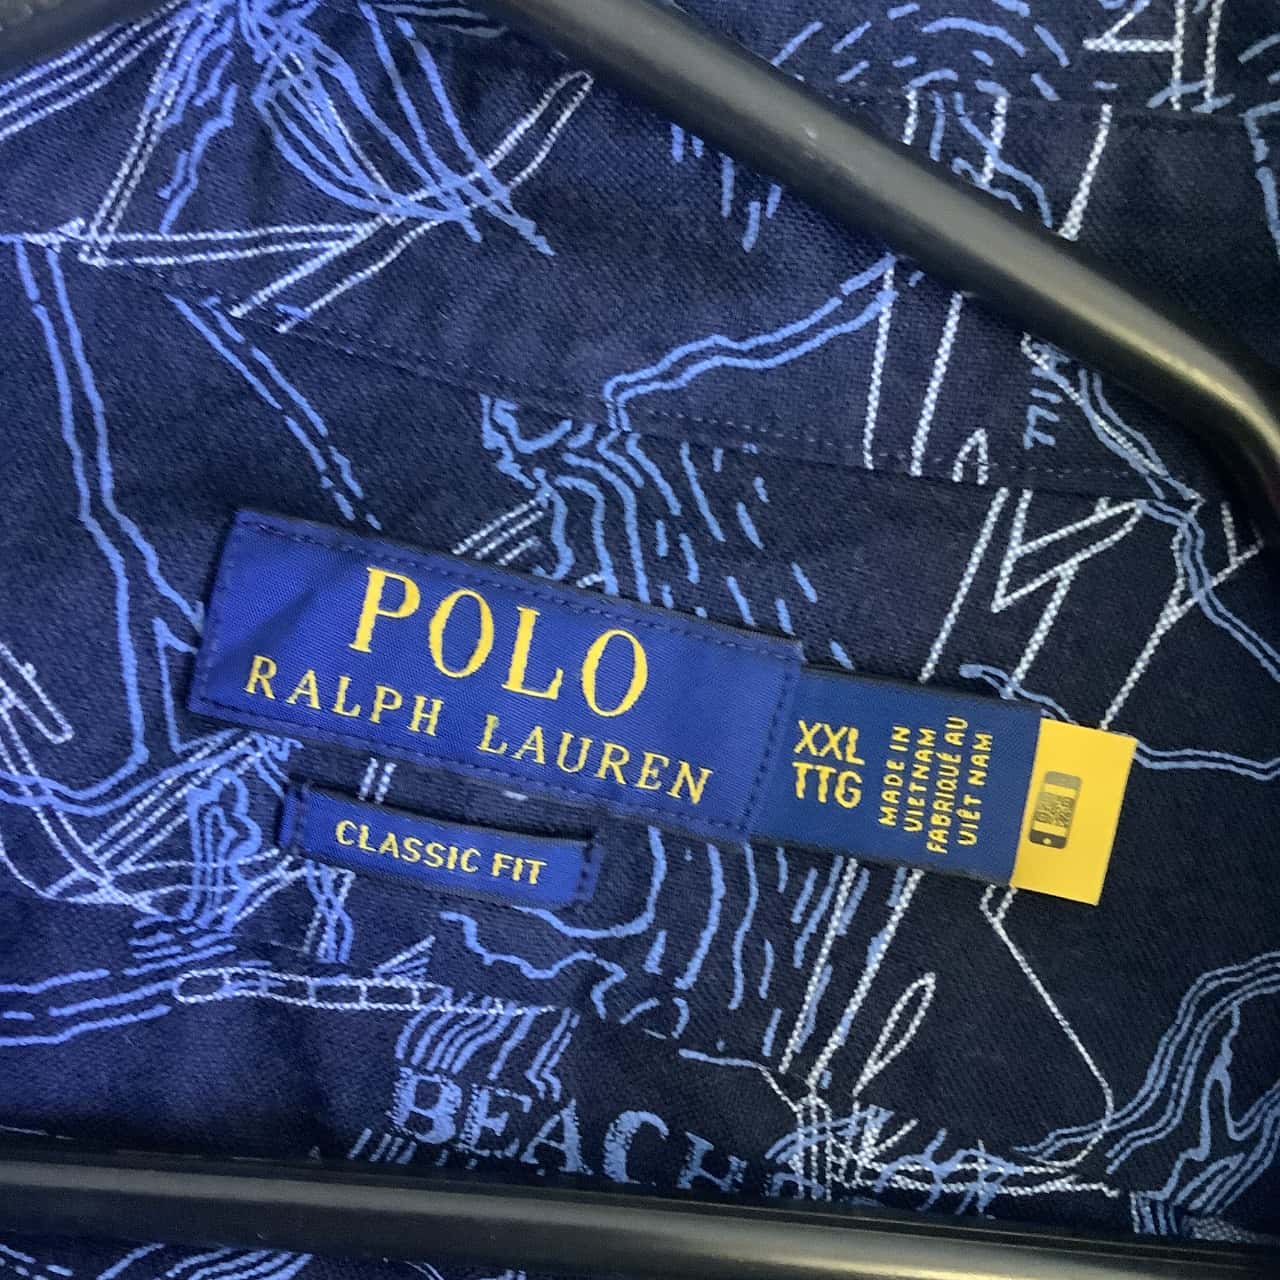 POLO
RALPH LAUREN
XXL
TTG
MADE IN
VIETNAM
FABRIQUÉ AU
VIÊT NAM
CLASSIC FIT
BEACH